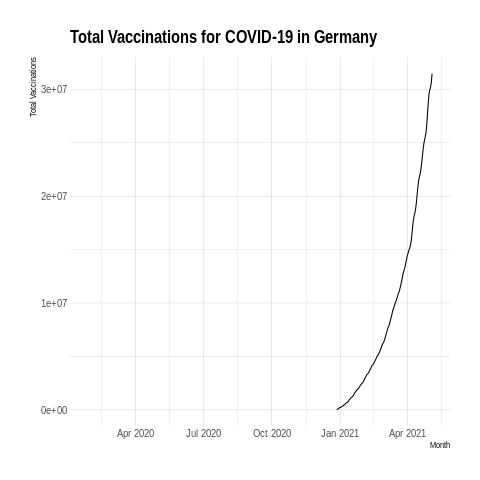 Total Vaccinations for COVID-19 in Germany
Total Vaccinations
3e+07
2e+07
1e+07
0e+00
Apr 2020 Jul 2020 Oct 2020 Jan 2021 Apr 2021
Month